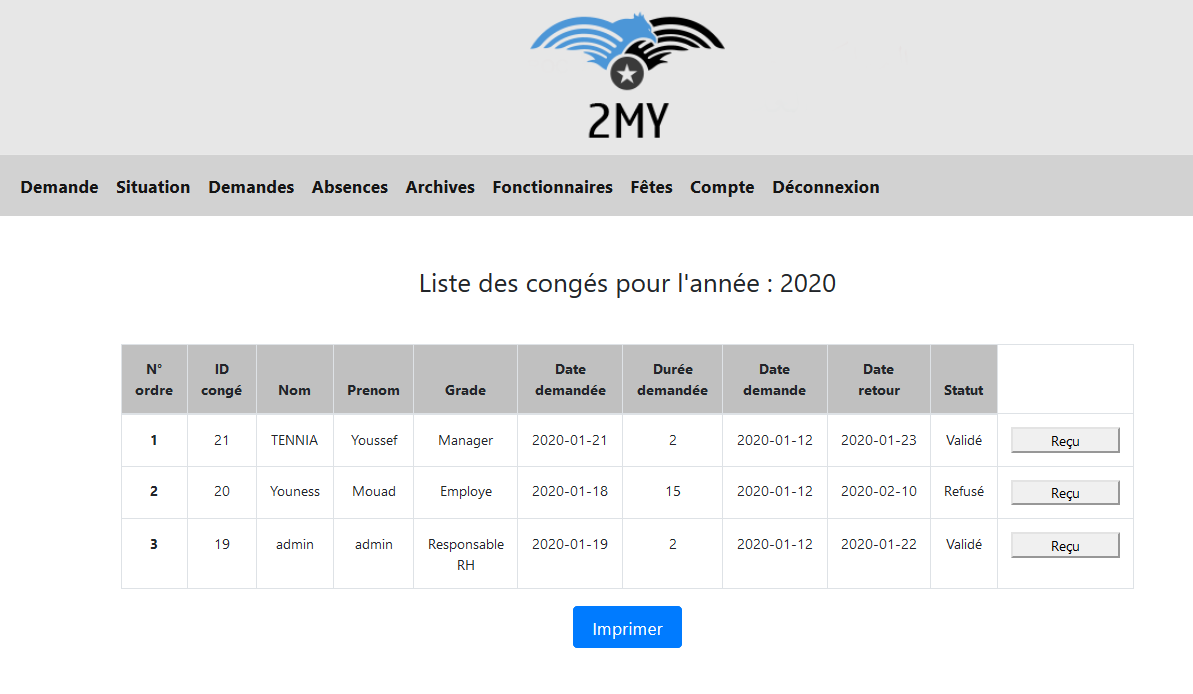 2MY
Demande Situation Demandes Absences Archives Fonctionnaires Fêtes Compte Déconnexion
Liste des congés pour l'année : 2020
N° ordre ID congé Nom Prenom Grade Date demandée Durée demandée Date demande Date retour Statut
1 21 TENNIA Youssef Manager 2020-01-21 2 2020-01-12 2020-01-23 Validé Reçu
2 20 Youness Mouad Employe 2020-01-18 15 2020-01-12 2020-02-10 Refusé Reçu
3 19 admin admin Responsable RH 2020-01-19 2 2020-01-12 2020-01-22 Validé Reçu
Imprimer